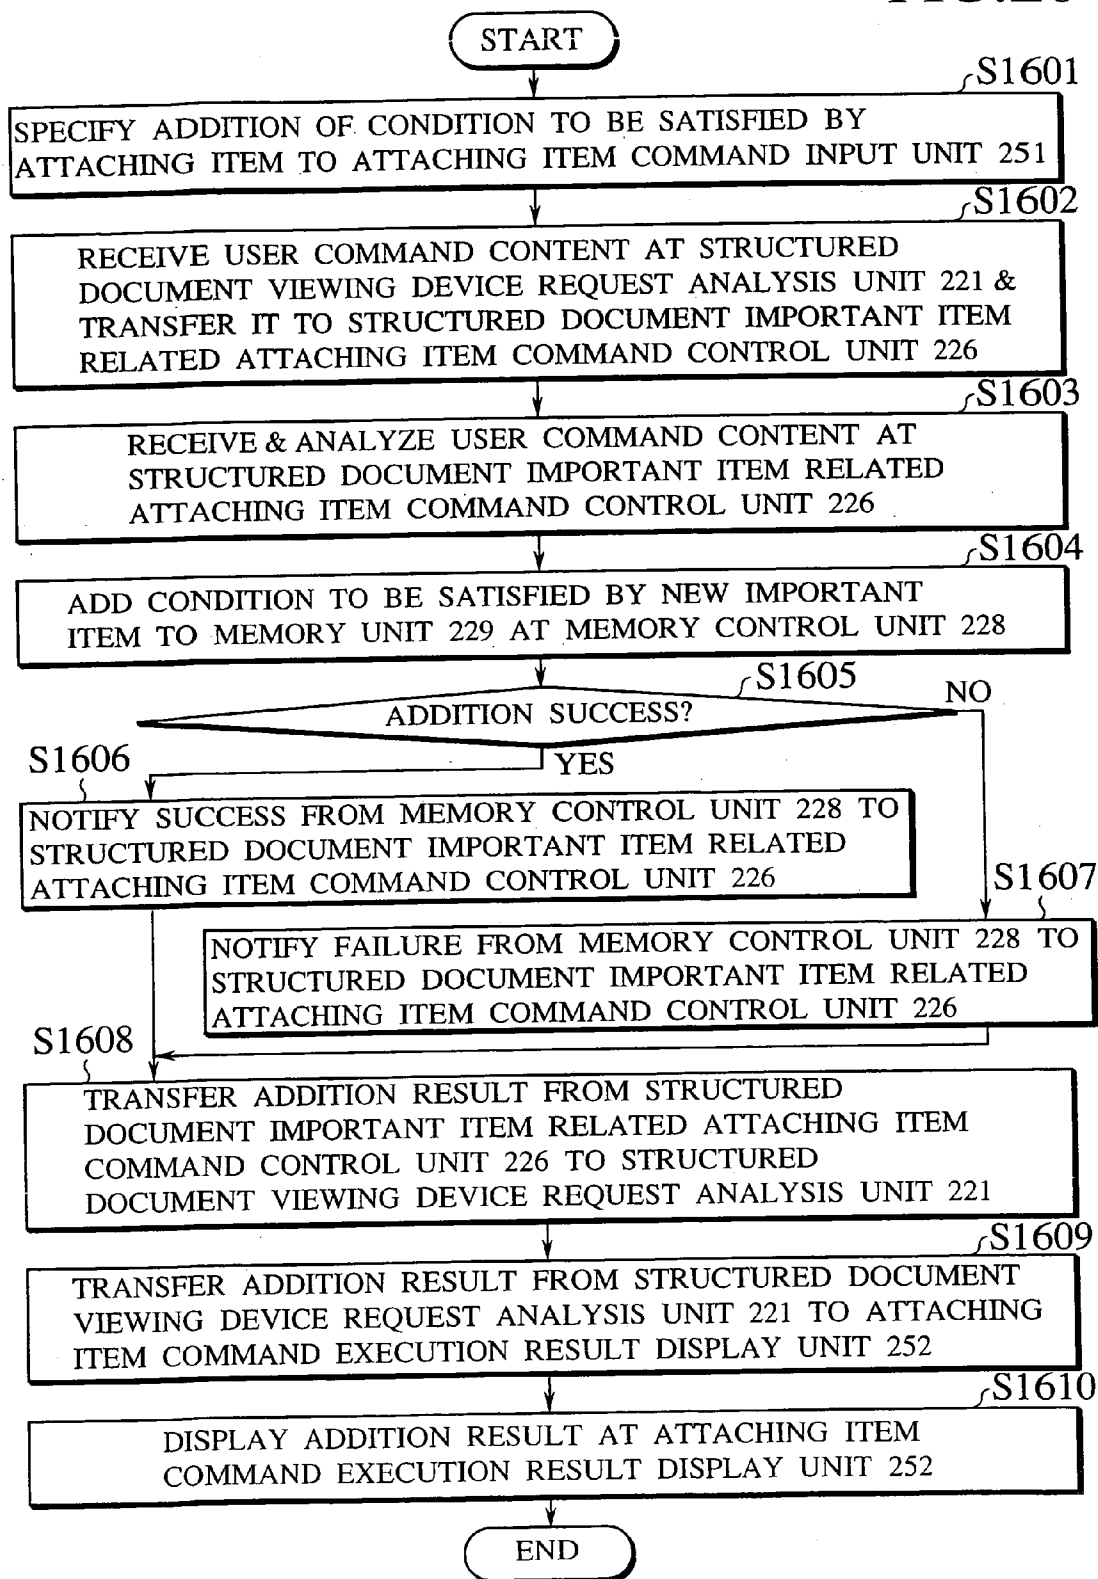 START
S1601
SPECIFY ADDITION OF CONDITION TO BE SATISFIED BY
ATTACHING ITEM TO ATTACHING ITEM COMMAND INPUT UNIT 251
S1602
RECEIVE USER COMMAND CONTENT AT STRUCTURED
DOCUMENT VIEWING DEVICE REQUEST ANALYSIS UNIT 221 &
TRANSFER IT TO STRUCTURED DOCUMENT IMPORTANT ITEM
RELATED ATTACHING ITEM COMMAND CONTROL UNIT 226
S1603
RECEIVE & ANALYZE USER COMMAND CONTENT AT
STRUCTURED DOCUMENT IMPORTANT ITEM RELATED
ATTACHING ITEM COMMAND CONTROL UNIT 226
S1604
ADD CONDITION TO BE SATISFIED BY NEW IMPORTANT
ITEM TO MEMORY UNIT 229 AT MEMORY CONTROL UNIT 228
S1605
ADDITION SUCCESS?
NO
YES
S1606
NOTIFY SUCCESS FROM MEMORY CONTROL UNIT 228 TO
STRUCTURED DOCUMENT IMPORTANT ITEM RELATED
ATTACHING ITEM COMMAND CONTROL UNIT 226
S1607
NOTIFY FAILURE FROM MEMORY CONTROL UNIT 228 TO
STRUCTURED DOCUMENT IMPORTANT ITEM RELATED
ATTACHING ITEM COMMAND CONTROL UNIT 226
S1608
TRANSFER ADDITION RESULT FROM STRUCTURED
DOCUMENT IMPORTANT ITEM RELATED ATTACHING ITEM
COMMAND CONTROL UNIT 226 TO STRUCTURED
DOCUMENT VIEWING DEVICE REQUEST ANALYSIS UNIT 221
S1609
TRANSFER ADDITION RESULT FROM STRUCTURED DOCUMENT
VIEWING DEVICE REQUEST ANALYSIS UNIT 221 TO ATTACHING
ITEM COMMAND EXECUTION RESULT DISPLAY UNIT 252
S1610
DISPLAY ADDITION RESULT AT ATTACHING ITEM
COMMAND EXECUTION RESULT DISPLAY UNIT 252
END